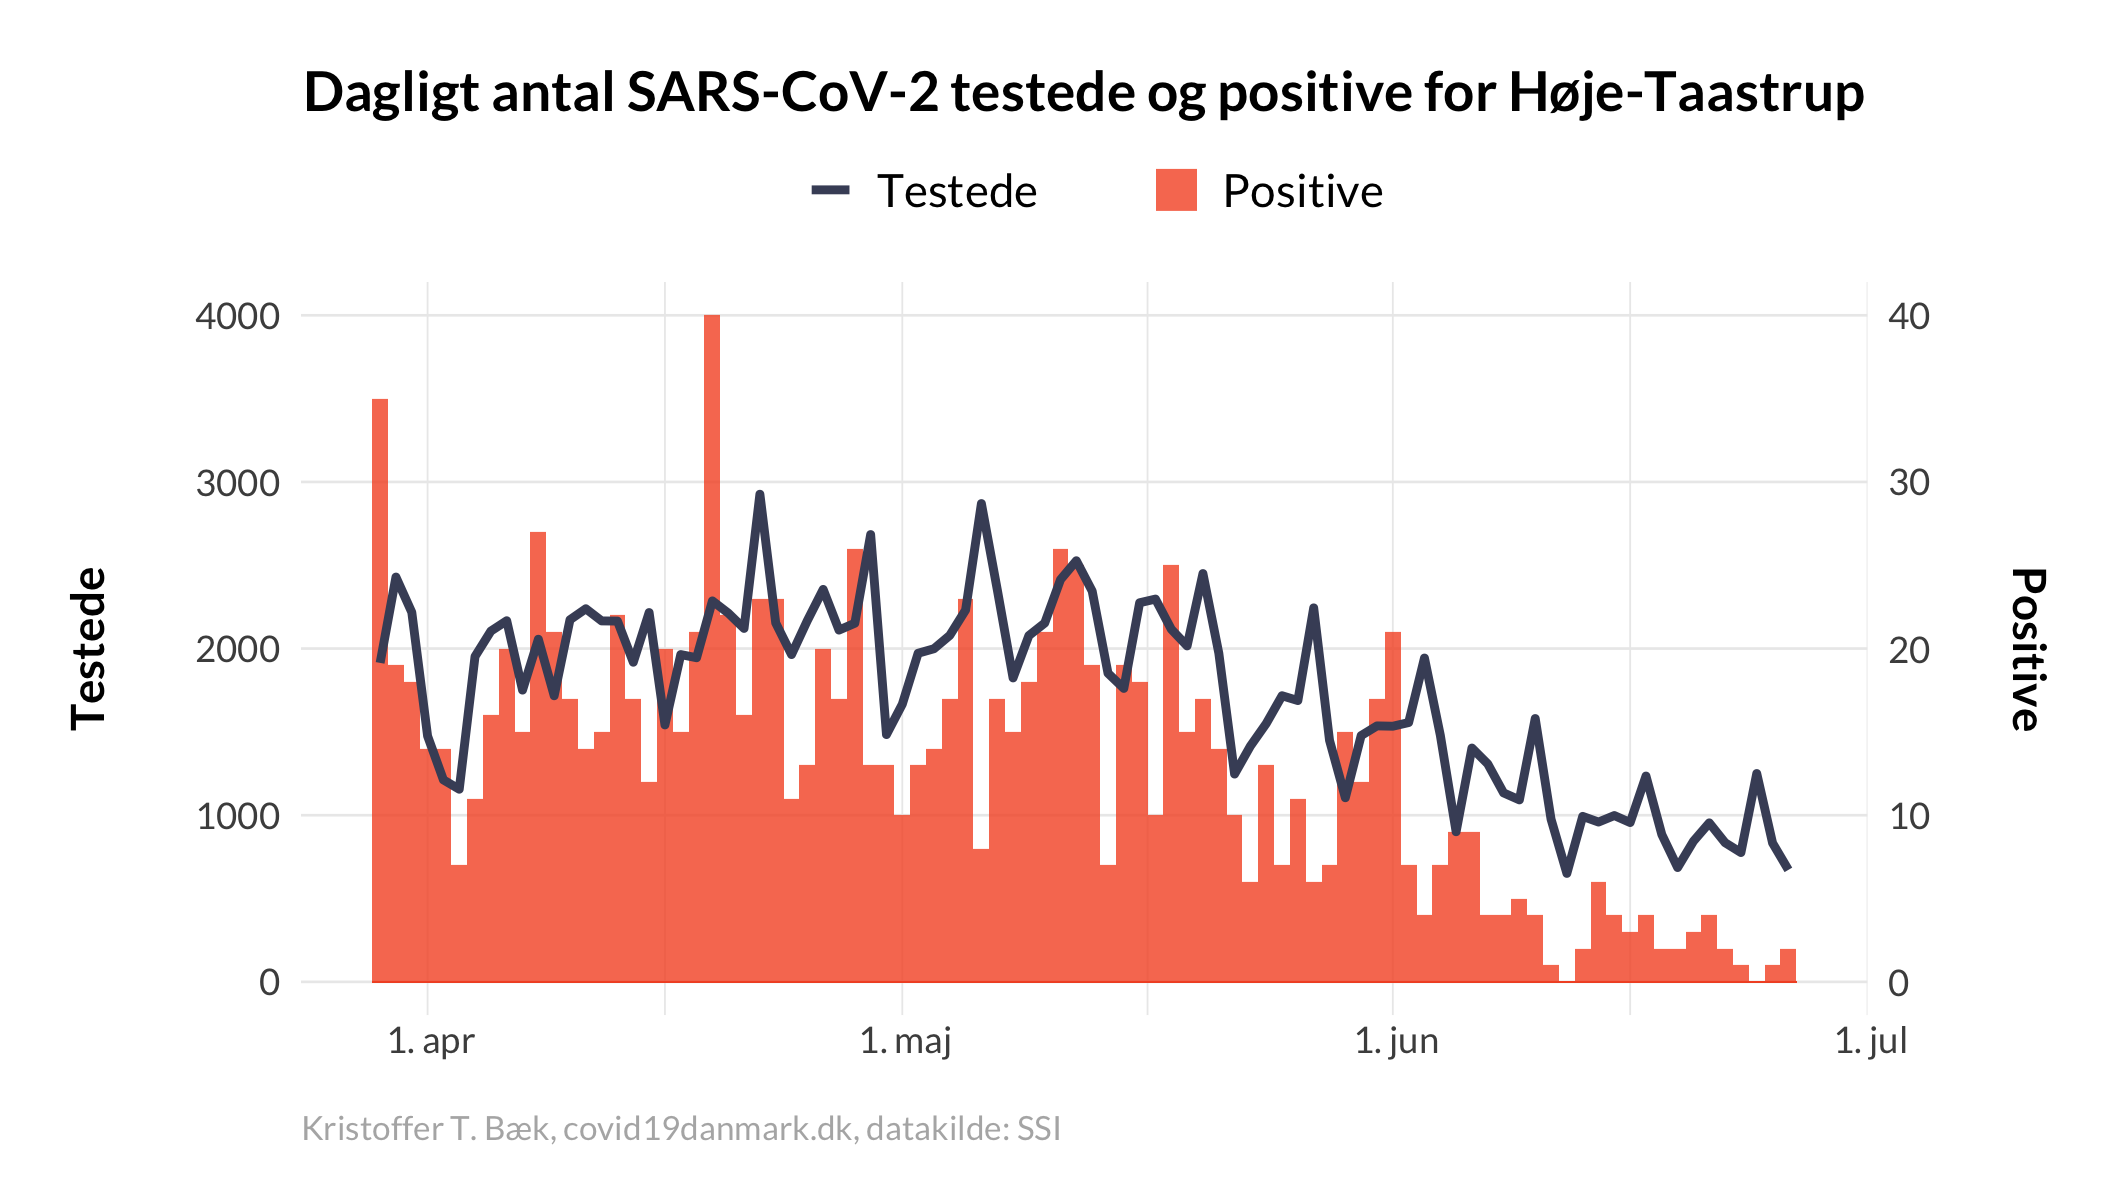 Dagligt antal SARS-CoV-2 testede og positive for Høje-Taastrup
Testede Positive
4000 40
3000 30
2000 20
1000 10
0 0
Testede
Positive
1. apr 1. maj 1. jun 1. jul
Kristoffer T. Bæk, covid19danmark.dk, datakilde: SSI